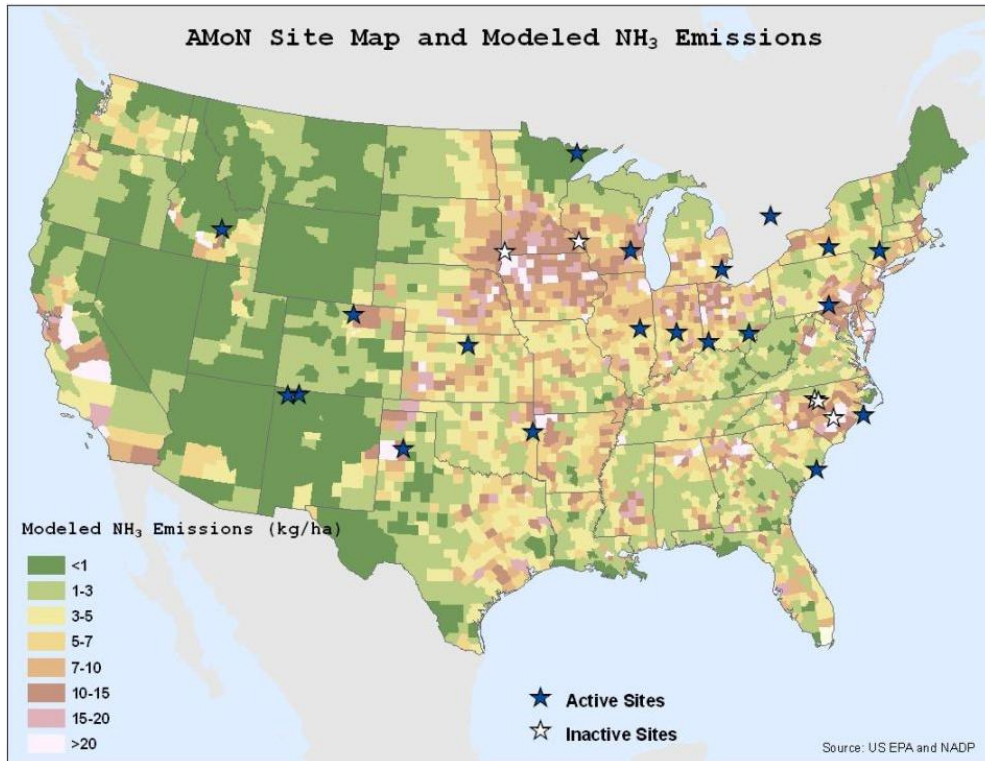 AMoN Site Map and Modeled NH₃ Emissions
Modeled NH₃ Emissions (kg/ha)
<1
1-3
3-5
5-7
7-10
10-15
15-20
>20
Active Sites
Inactive Sites
Source: US EPA and NADP